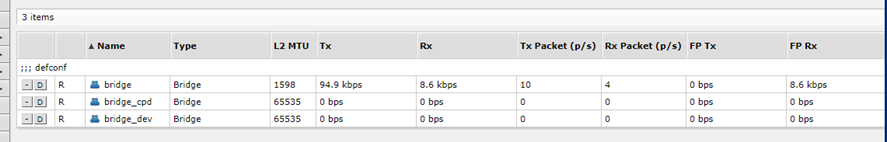 3 items
▲ Name Type L2 MTU Tx Rx Tx Packet (p/s) Rx Packet (p/s) FP Tx FP Rx
;;; defconf
- D R bridge Bridge 1598 94.9 kbps 8.6 kbps 10 4 0 bps 8.6 kbps
- D R bridge_cpd Bridge 65535 0 bps 0 bps 0 0 0 bps 0 bps
- D R bridge_dev Bridge 65535 0 bps 0 bps 0 0 0 bps 0 bps